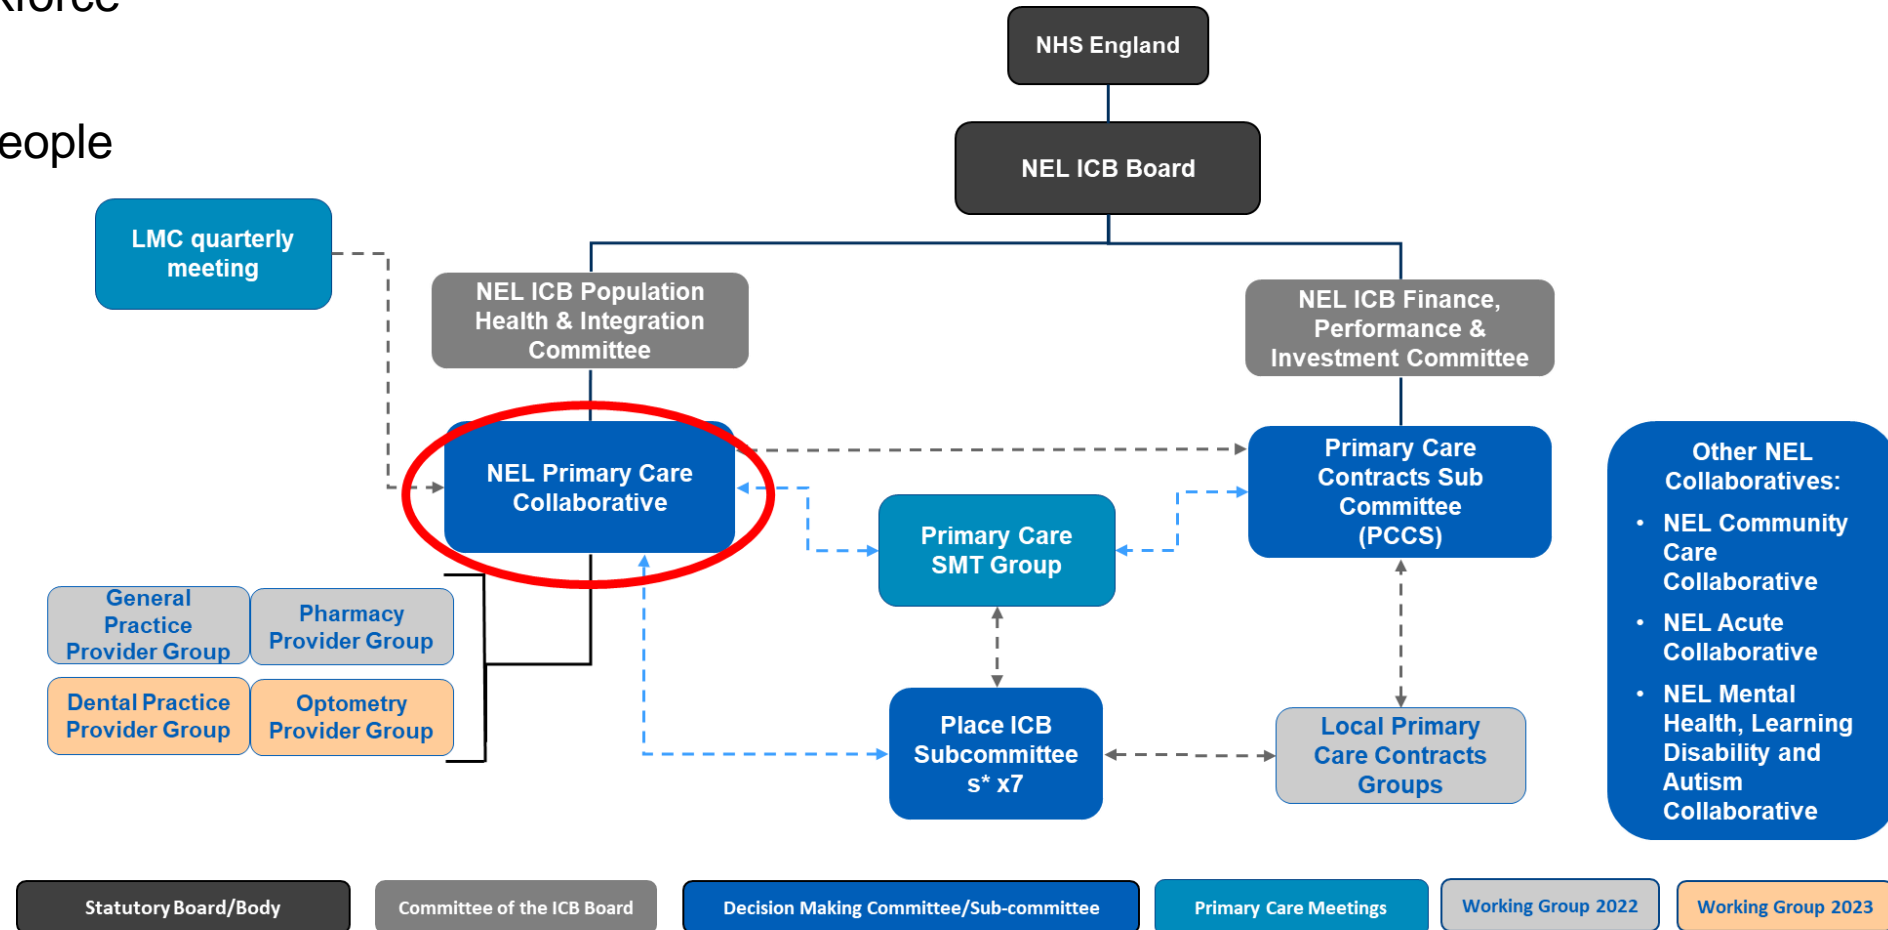 kforce
eople
NHS England
NEL ICB Board
LMC quarterly
meeting
NEL ICB Population
Health & Integration
Committee
NEL ICB Finance,
Performance &
Investment Committee
NEL Primary Care
Collaborative
Primary Care
Contracts Sub
Committee
(PCCS)
Primary Care
SMT Group
General
Practice
Provider Group
Pharmacy
Provider Group
Dental Practice
Provider Group
Optometry
Provider Group
Place ICB
Subcommittee
s* x7
Local Primary
Care Contracts
Groups
Other NEL
Collaboratives:
• NEL Community
Care
Collaborative
• NEL Acute
Collaborative
• NEL Mental
Health, Learning
Disability and
Autism
Collaborative
Statutory Board/Body
Committee of the ICB Board
Decision Making Committee/Sub-committee
Primary Care Meetings
Working Group 2022
Working Group 2023